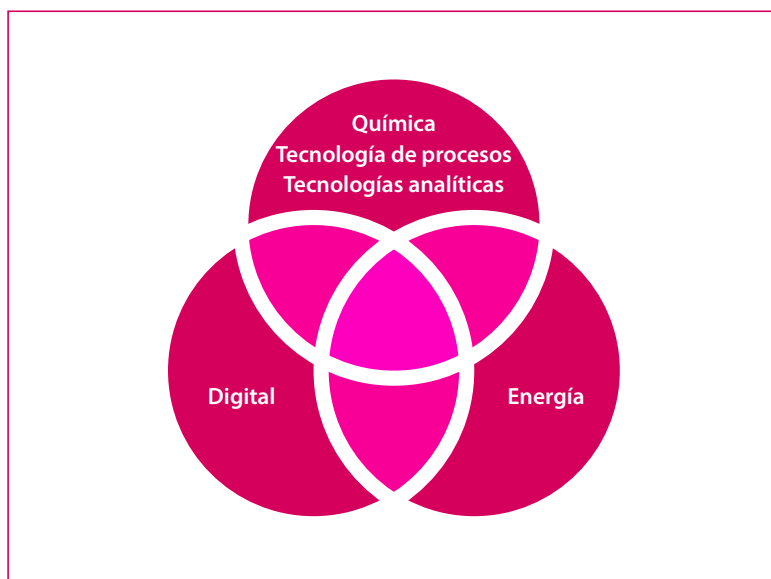 Química
Tecnología de procesos
Tecnologías analíticas
Digital
Energía